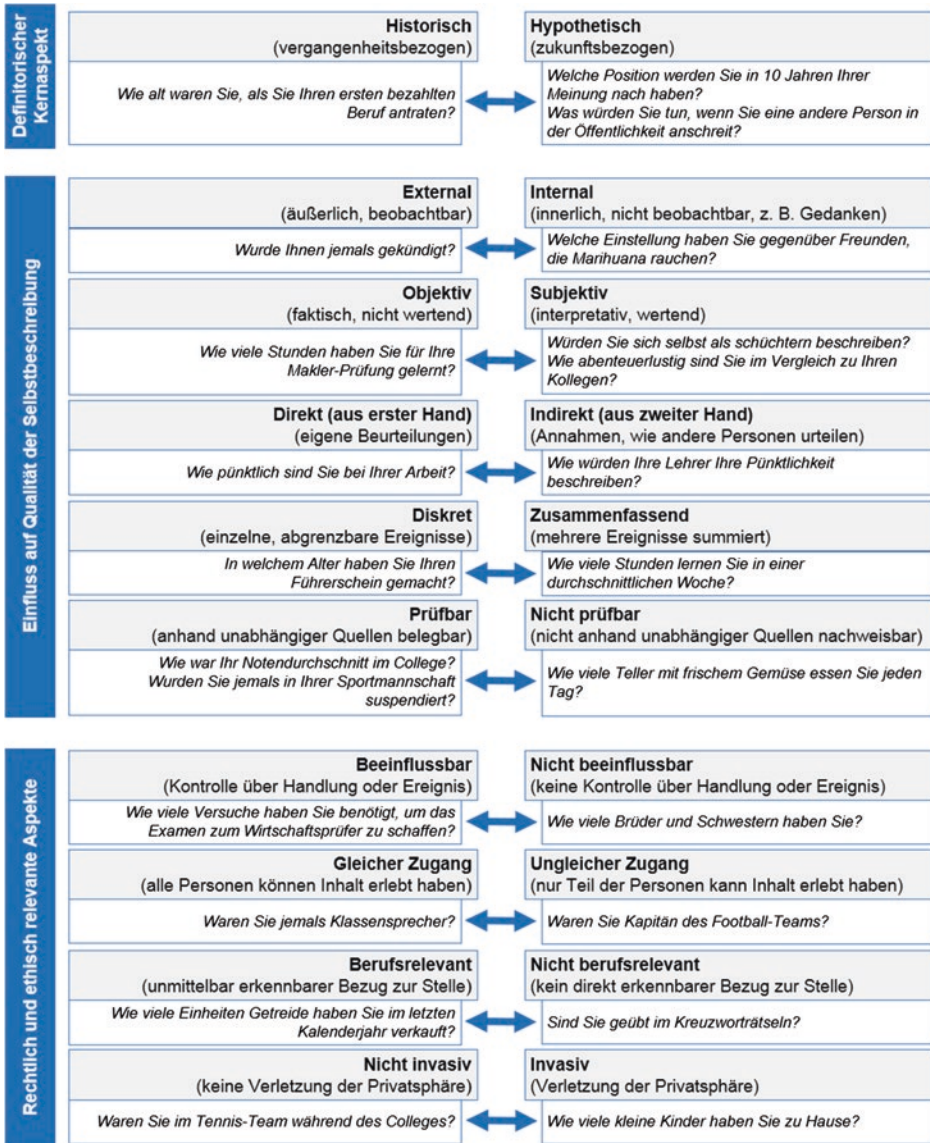 Definitorischer
Kernaspekt
Historisch
(vergangenheitsbezogen)
Hypothetisch
(zukunftsbezogen)
Wie alt waren Sie, als Sie Ihren ersten bezahlten
Beruf antraten?
Welche Position werden Sie in 10 Jahren Ihrer
Meinung nach haben?
Was würden Sie tun, wenn Sie eine andere Person in
der Öffentlichkeit anschreit?
Einfluss auf Qualität der Selbstbeschreibung
External
(äußerlich, beobachtbar)
Internal
(innerlich, nicht beobachtbar, z. B. Gedanken)
Wurde Ihnen jemals gekündigt?
Welche Einstellung haben Sie gegenüber Freunden,
die Marihuana rauchen?
Objektiv
(faktisch, nicht wertend)
Subjektiv
(interpretativ, wertend)
Wie viele Stunden haben Sie für Ihre
Makler-Prüfung gelernt?
Würden Sie sich selbst als schüchtern beschreiben?
Wie abenteuerlustig sind Sie im Vergleich zu Ihren
Kollegen?
Direkt (aus erster Hand)
(eigene Beurteilungen)
Indirekt (aus zweiter Hand)
(Annahmen, wie andere Personen urteilen)
Wie pünktlich sind Sie bei Ihrer Arbeit?
Wie würden Ihre Lehrer Ihre Pünktlichkeit
beschreiben?
Diskret
(einzelne, abgrenzbare Ereignisse)
Zusammenfassend
(mehrere Ereignisse summiert)
In welchem Alter haben Sie Ihren
Führerschein gemacht?
Wie viele Stunden lernen Sie in einer
durchschnittlichen Woche?
Prüfbar
(anhand unabhängiger Quellen belegbar)
Nicht prüfbar
(nicht anhand unabhängiger Quellen nachweisbar)
Wie war Ihr Notendurchschnitt im College?
Wurden Sie jemals in Ihrer Sportmannschaft
suspendiert?
Wie viele Teller mit frischem Gemüse essen Sie jeden
Tag?
Rechtlich und ethisch relevante Aspekte
Beeinflussbar
(Kontrolle über Handlung oder Ereignis)
Nicht beeinflussbar
(keine Kontrolle über Handlung oder Ereignis)
Wie viele Versuche haben Sie benötigt, um das
Examen zum Wirtschaftsprüfer zu schaffen?
Wie viele Brüder und Schwestern haben Sie?
Gleicher Zugang
(alle Personen können Inhalt erlebt haben)
Ungleicher Zugang
(nur Teil der Personen kann Inhalt erlebt haben)
Waren Sie jemals Klassensprecher?
Waren Sie Kapitän des Football-Teams?
Berufsrelevant
(unmittelbar erkennbarer Bezug zur Stelle)
Nicht berufsrelevant
(kein direkt erkennbarer Bezug zur Stelle)
Wie viele Einheiten Getreide haben Sie im letzten
Kalenderjahr verkauft?
Sind Sie geübt im Kreuzworträtseln?
Nicht invasiv
(keine Verletzung der Privatsphäre)
Invasiv
(Verletzung der Privatsphäre)
Waren Sie im Tennis-Team während des Colleges?
Wie viele kleine Kinder haben Sie zu Hause?